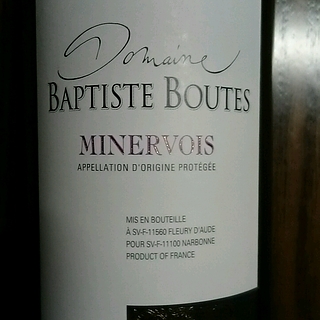 Domaine
BAPTISTE BOUTES
MINERVOIS
APPELLATION D'ORIGINE PROTÉGÉE
MIS EN BOUTEILLE
À SV-F-11560 FLEURY D'AUDE
POUR SV-F-11100 NARBONNE
PRODUCT OF FRANCE